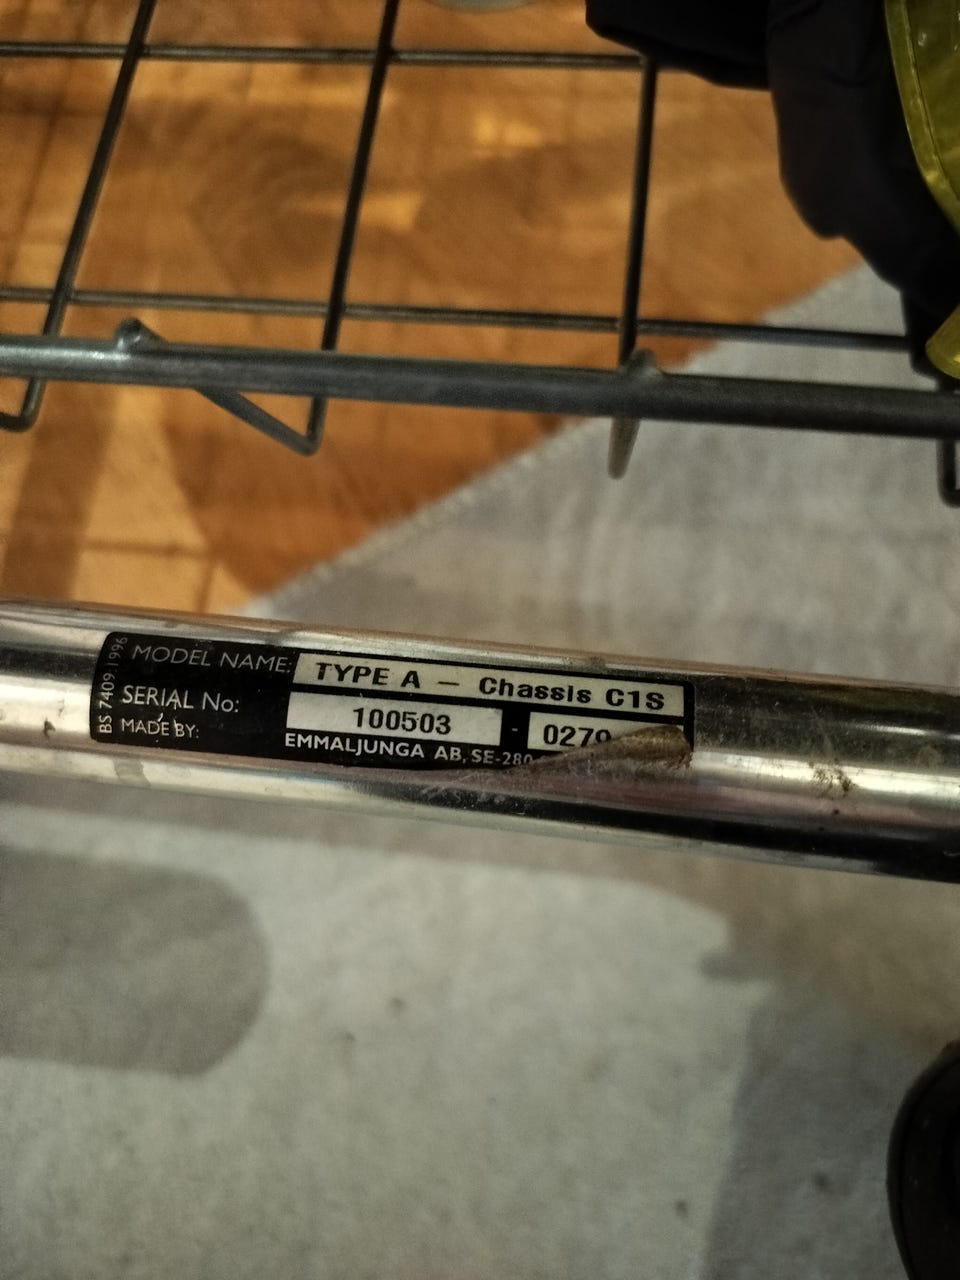 BS 7409:1996
MODEL NAME: TYPE A – Chassis C1S
SERIAL No: 100503 - 0279
MADE BY: EMMALJUNGA AB, SE-280